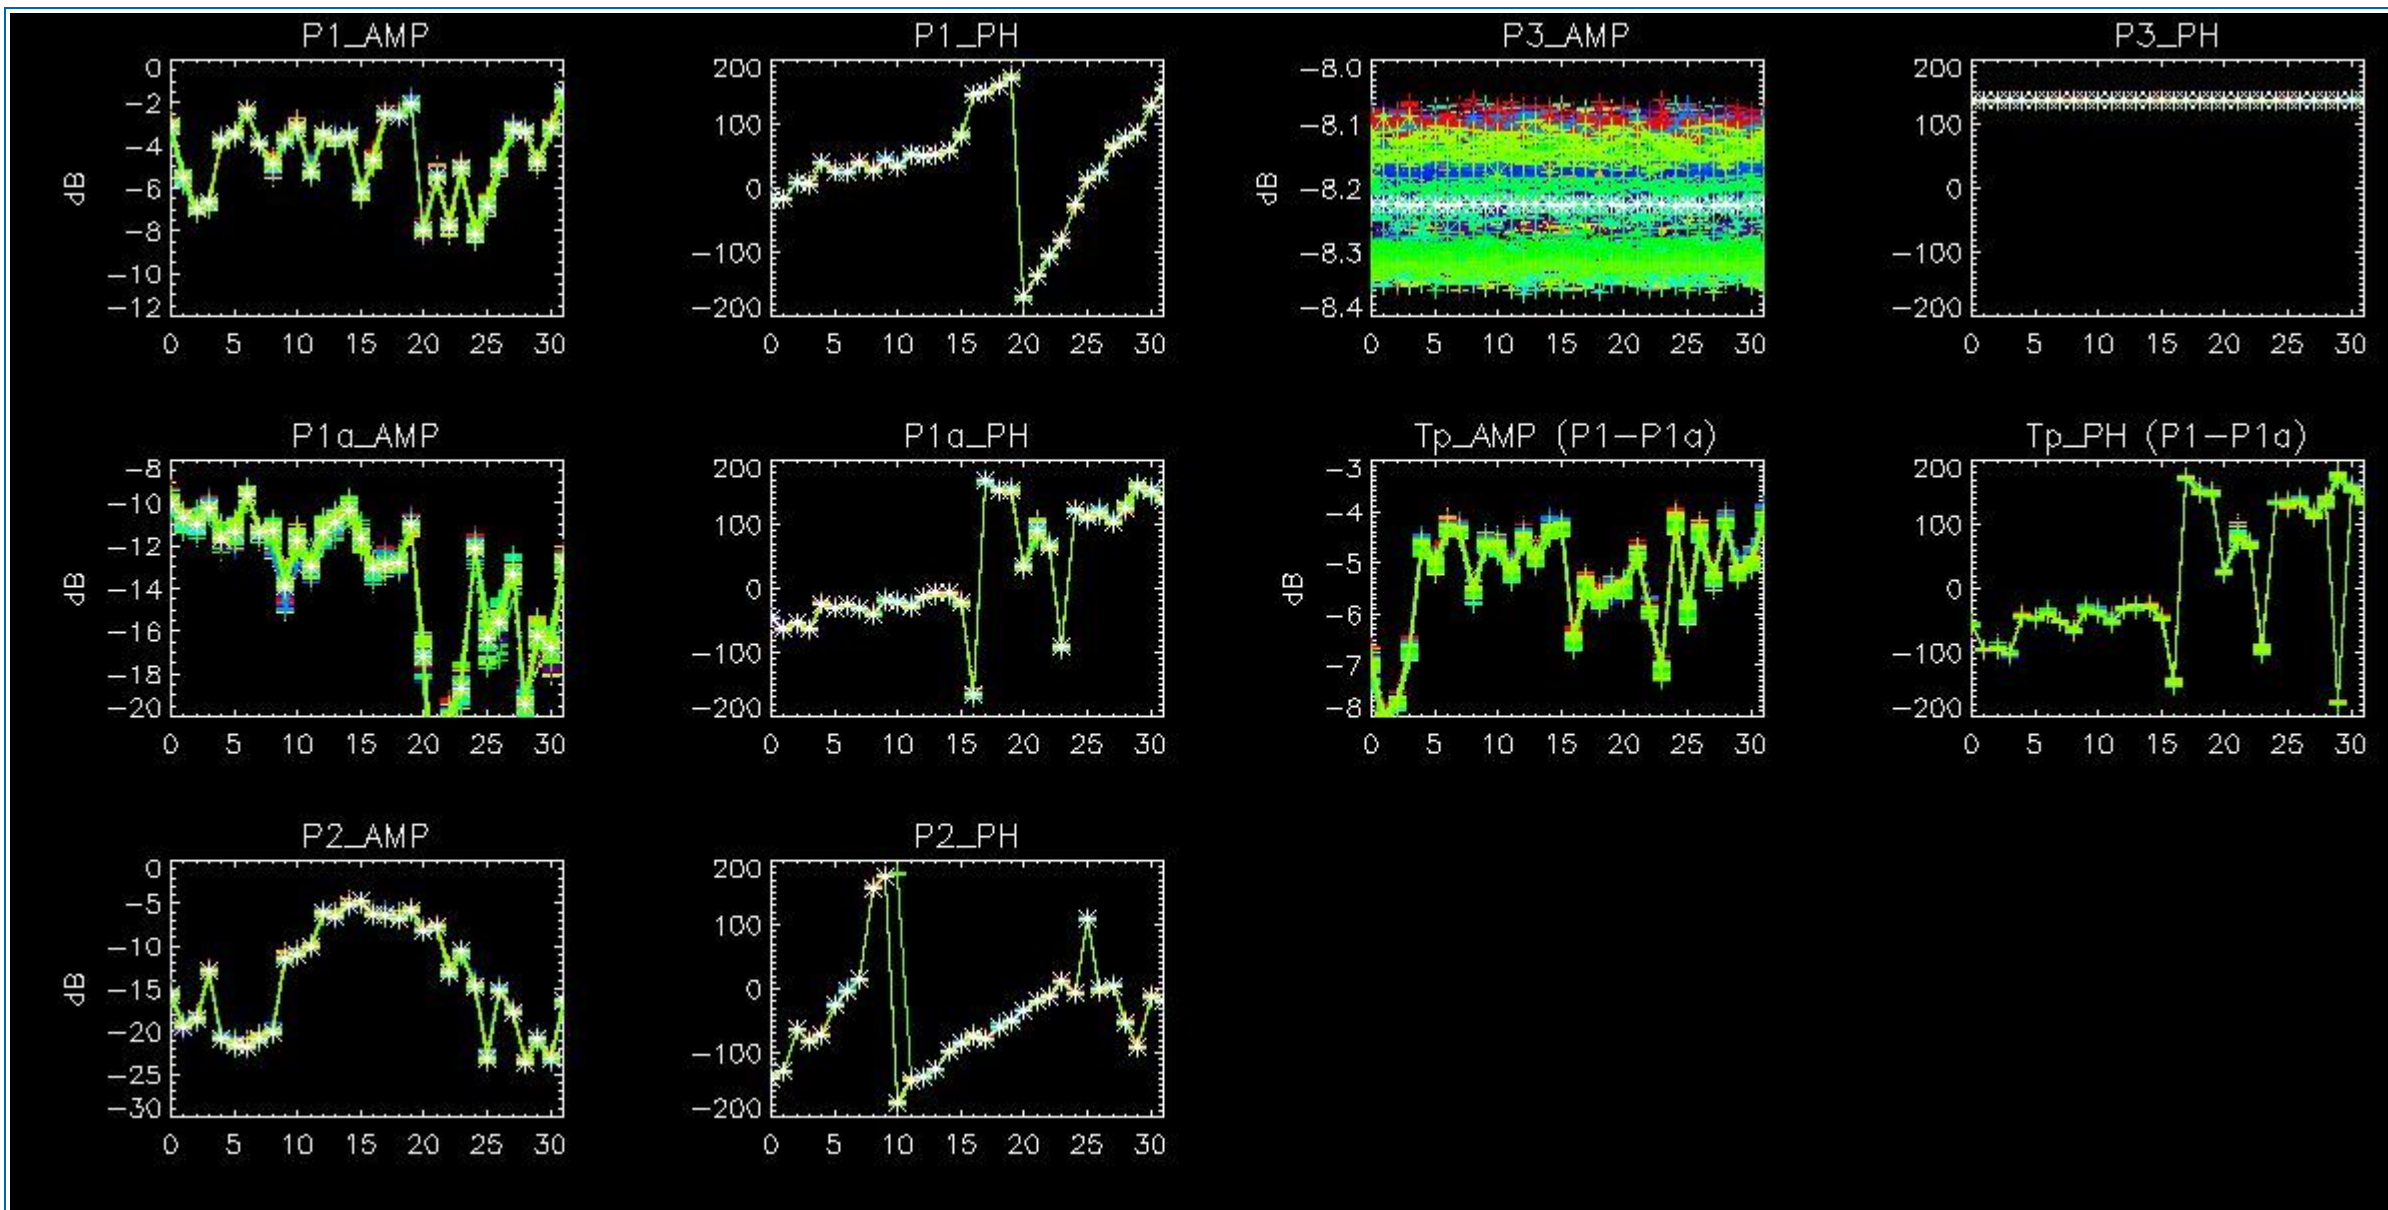 P1_AMP P1_PH P3_AMP P3_PH
0 200 −8.0 200
−2 100 −8.1 100
−4 0 −8.2 0
−6 −100 −8.3 −100
−8 −200 −8.4 −200
−10
−12
dB dB
0 5 10 15 20 25 30 0 5 10 15 20 25 30 0 5 10 15 20 25 30 0 5 10 15 20 25 30
P1a_AMP P1a_PH Tp_AMP (P1−P1a) Tp_PH (P1−P1a)
−8 200 −3 200
−10 100 −4 100
−12 0 −5 0
−14 −100 −6 −100
−16 −200 −7 −200
−18 −8
−20
dB dB
0 5 10 15 20 25 30 0 5 10 15 20 25 30 0 5 10 15 20 25 30 0 5 10 15 20 25 30
P2_AMP P2_PH
0 200
−5 100
−10 0
−15 −100
−20 −200
−25
−30
dB
0 5 10 15 20 25 30 0 5 10 15 20 25 30